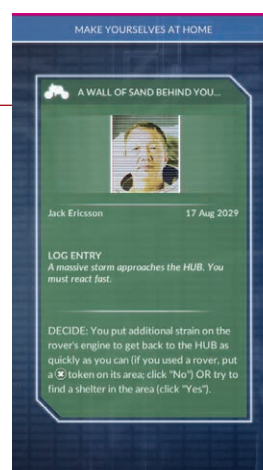 MAKE YOURSELVES AT HOME
A WALL OF SAND BEHIND YOU...
Jack Ericsson 17 Aug 2029
LOG ENTRY
A massive storm approaches the HUB. You
must react fast.
DECIDE: You put additional strain on the
rover's engine to get back to the HUB as
quickly as you can (if you used a rover, put
a ⊗ token on its area; click "No") OR try to
find a shelter in the area (click "Yes").